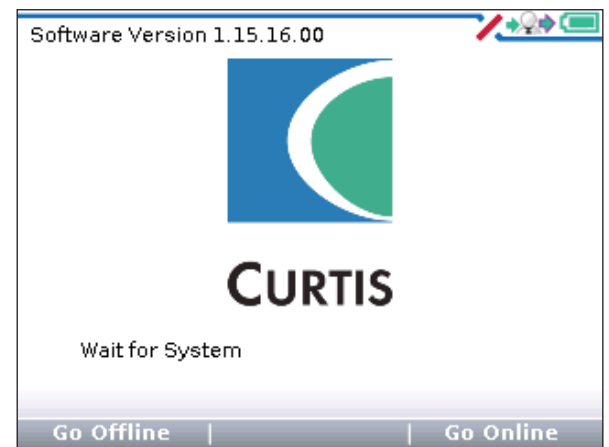 Software Version 1.15.16.00
CURTIS
Wait for System
Go Offline | | Go Online